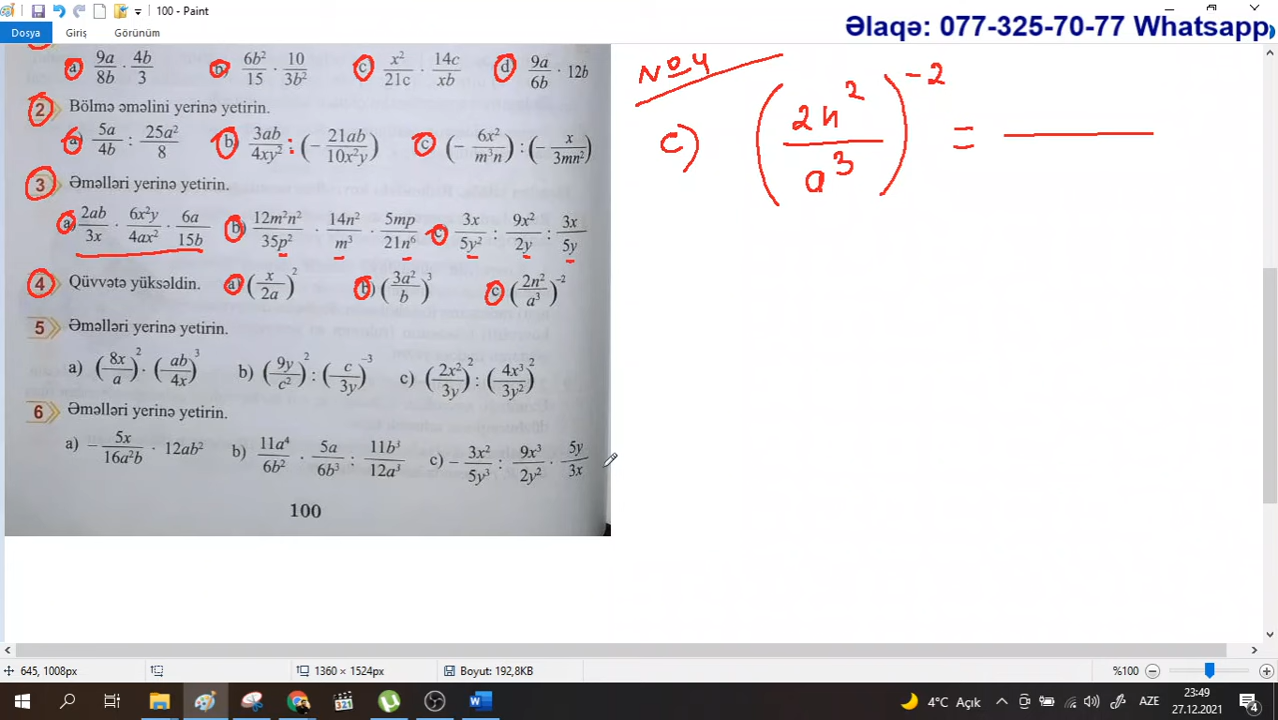 100 - Paint
Əlaqə: 077-325-70-77 Whatsapp
Dosya Giriş Görünüm
a) 9a/8b · 4b/3 b) 6b²/15 · 10/3b² c) x²/21c · 14c/xb d) 9a/6b · 12b
2 Bölmə əməlini yerinə yetirin.
a) 5a/4b : 25a²/8 b) 3ab/4xy² : (− 21ab/10x²y) c) (− 6x²/m³n) : (− x/3mn²)
3 Əməlləri yerinə yetirin.
a) 2ab/3x · 6x²y/4ax² · 6a/15b b) 12m²n²/35p² · 14n²/m³ · 5mp/21n⁶ c) 3x/5y² : 9x²/2y : 3x/5y
4 Qüvvətə yüksəldin. a) (x/2a)² b) (3a²/b)³ c) (2n²/a³)⁻²
5 Əməlləri yerinə yetirin.
a) (8x/a)² · (ab/4x)³ b) (9y/c²)² : (c/3y)⁻³ c) (2x²/3y)² : (4x³/3y²)²
6 Əməlləri yerinə yetirin.
a) − 5x/16a²b · 12ab² b) 11a⁴/6b² · 5a/6b³ : 11b³/12a³ c) − 3x²/5y³ : 9x³/2y² · 5y/3x
100
№4
c) (2n²/a³)⁻² =
645, 1008px 1360 × 1524px Boyut: 192,8KB %100
4°C Açık AZE 23:49
27.12.2021
4